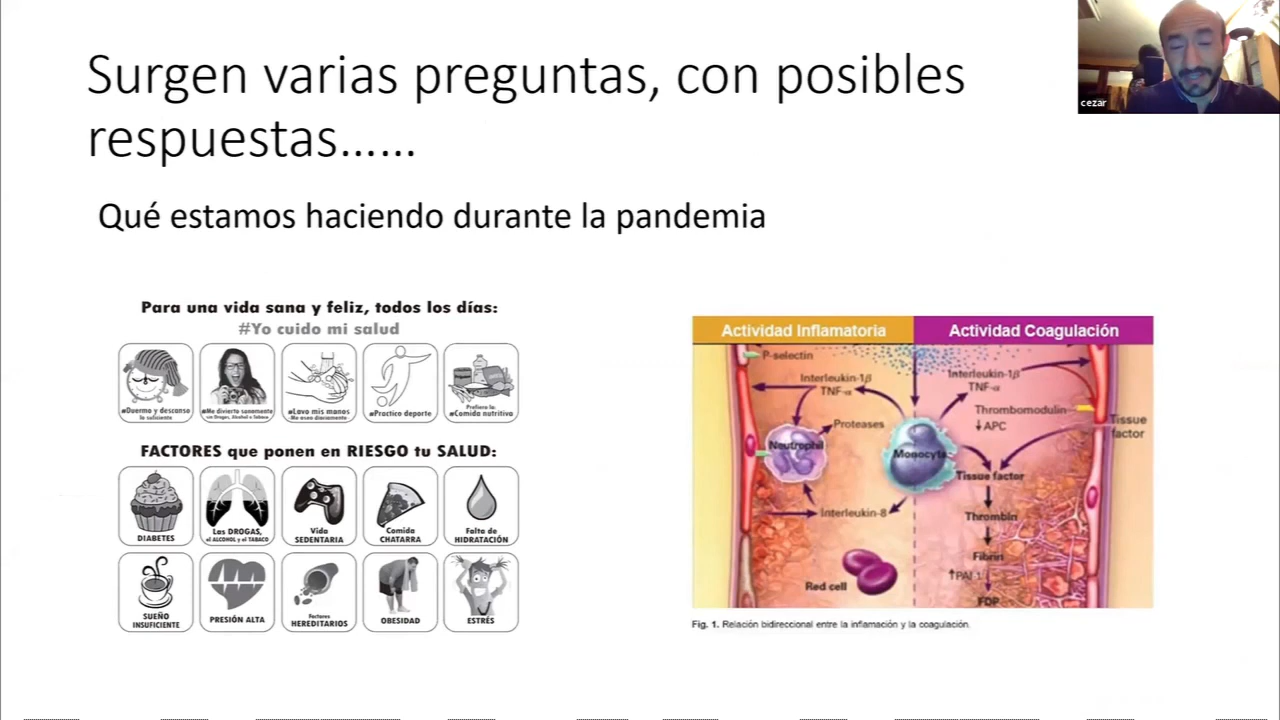 Surgen varias preguntas, con posibles
respuestas……
cezar
Qué estamos haciendo durante la pandemia
Para una vida sana y feliz, todos los días:
#Yo cuido mi salud
#Duermo y descanso
lo suficiente
#Me divierto sanamente
sin Drogas, Alcohol o Tabaco
#Lavo mis manos
Me aseo diariamente
#Practico deporte
Prefiero la
#Comida nutritiva
FACTORES que ponen en RIESGO tu SALUD:
DIABETES
Las DROGAS,
el ALCOHOL y el TABACO
Vida
SEDENTARIA
Comida
CHATARRA
Falta de
HIDRATACIÓN
SUEÑO
INSUFICIENTE
PRESIÓN ALTA
Factores
HEREDITARIOS
OBESIDAD
ESTRÉS
Actividad Inflamatoria
Actividad Coagulación
P-selectin
Interleukin-1β
TNF-α
Proteases
Neutrophil
Monocyte
Interleukin-8
Red cell
Interleukin-1β
TNF-α
Thrombomodulin
↓APC
Tissue
factor
Tissue factor
Thrombin
Fibrin
↑PAI-1
FDP
Fig. 1. Relación bidireccional entre la inflamación y la coagulación.